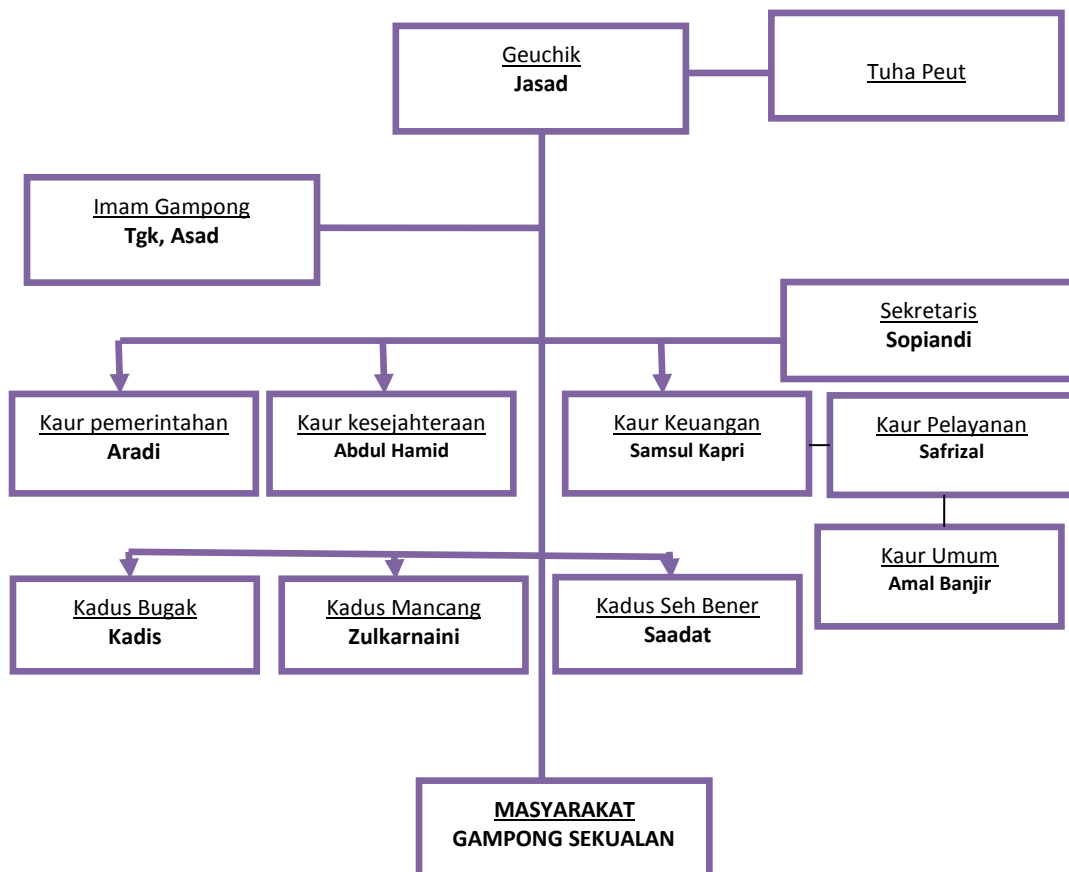 Geuchik
Jasad
Tuha Peut
Imam Gampong
Tgk, Asad
Sekretaris
Sopiandi
Kaur pemerintahan
Aradi
Kaur kesejahteraan
Abdul Hamid
Kaur Keuangan
Samsul Kapri
Kaur Pelayanan
Safrizal
Kaur Umum
Amal Banjir
Kadus Bugak
Kadis
Kadus Mancang
Zulkarnaini
Kadus Seh Bener
Saadat
MASYARAKAT
GAMPONG SEKUALAN